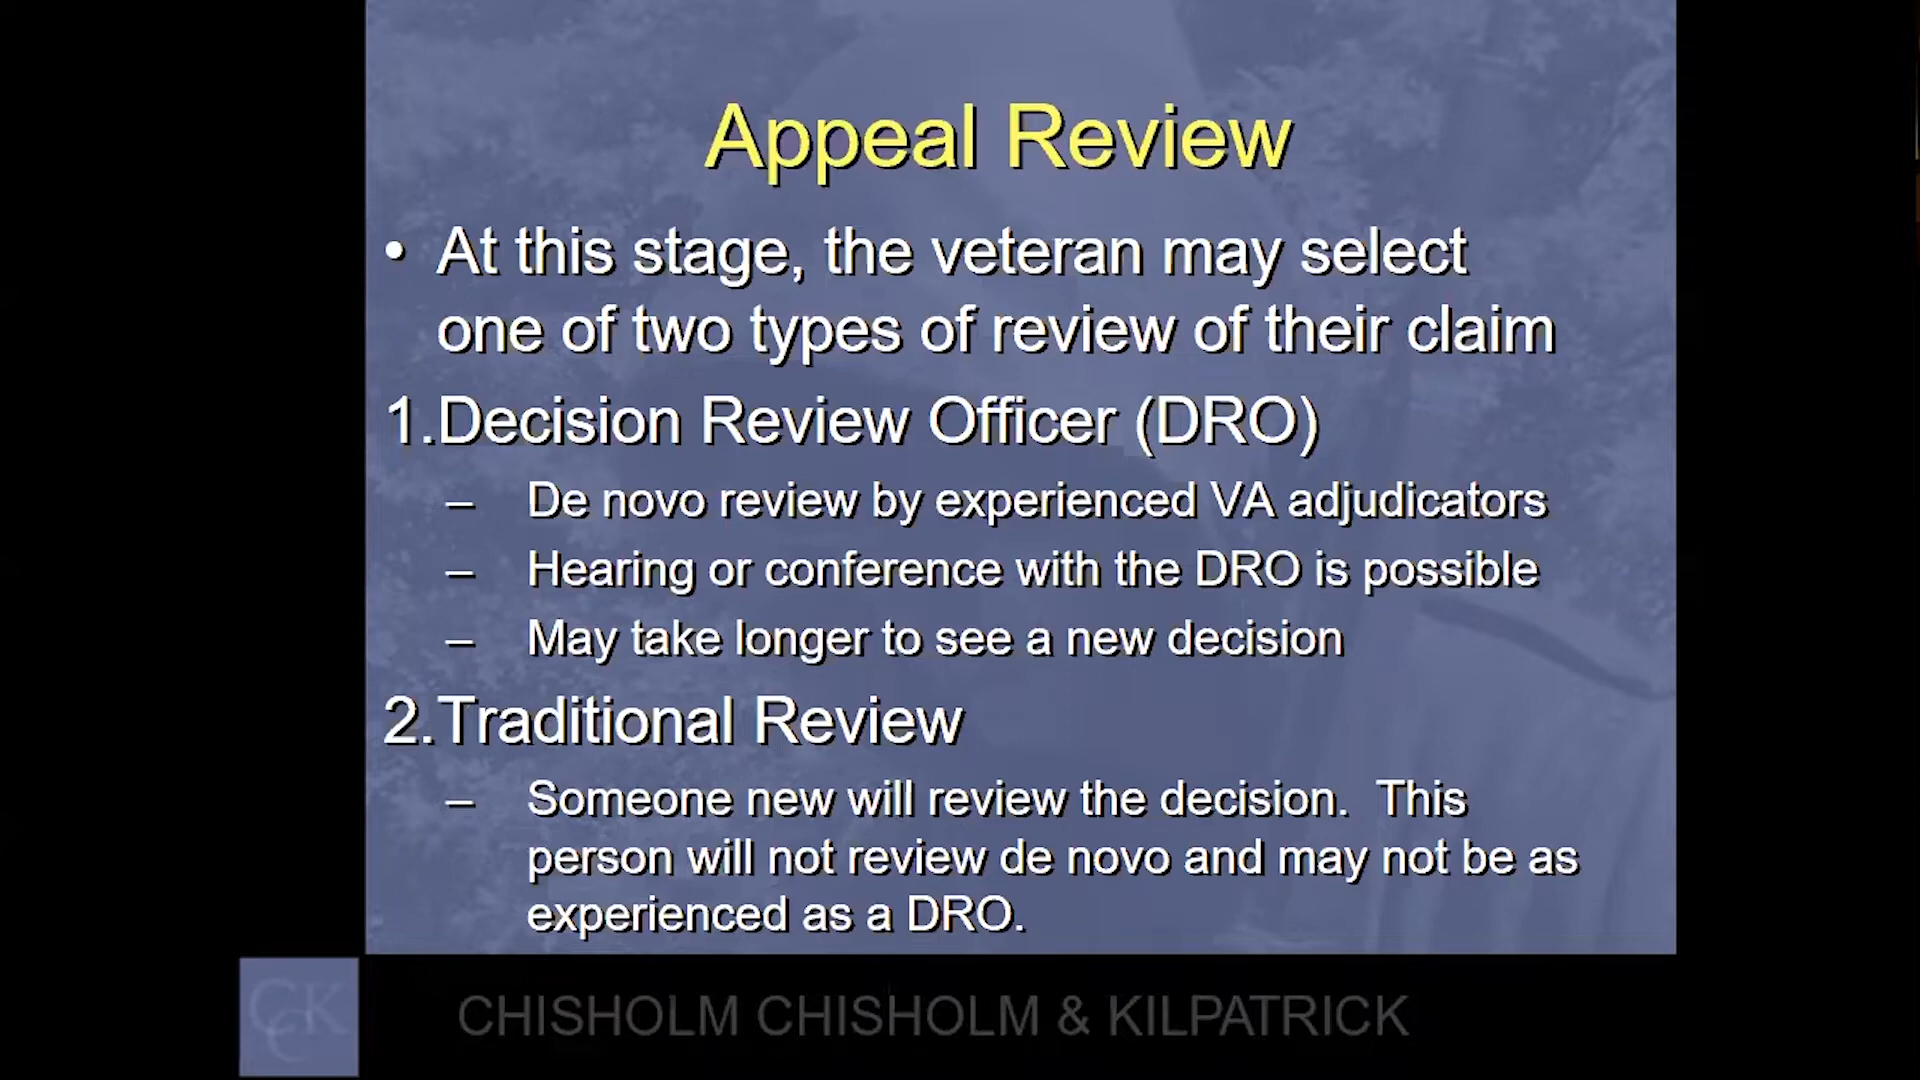 Appeal Review
• At this stage, the veteran may select
one of two types of review of their claim
1.Decision Review Officer (DRO)
– De novo review by experienced VA adjudicators
– Hearing or conference with the DRO is possible
– May take longer to see a new decision
2.Traditional Review
– Someone new will review the decision. This
person will not review de novo and may not be as
experienced as a DRO.
CCK
CHISHOLM CHISHOLM & KILPATRICK